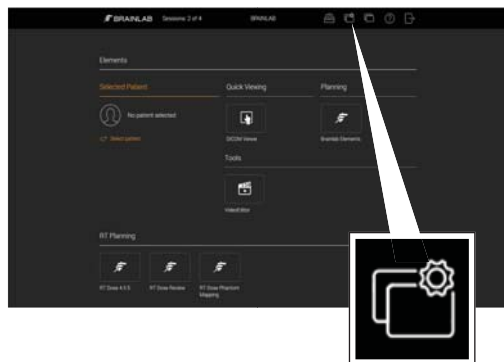 BRAINLAB Sessions: 2 of 4 BRAINLAB
Elements
Selected Patient Quick Viewing Planning
No patient selected
Select patient DICOM Viewer Brainlab Elements
Tools
VideoEditor
RT Planning
RT Dose 4.5.5 RT Dose Review RT Dose Phantom
Mapping